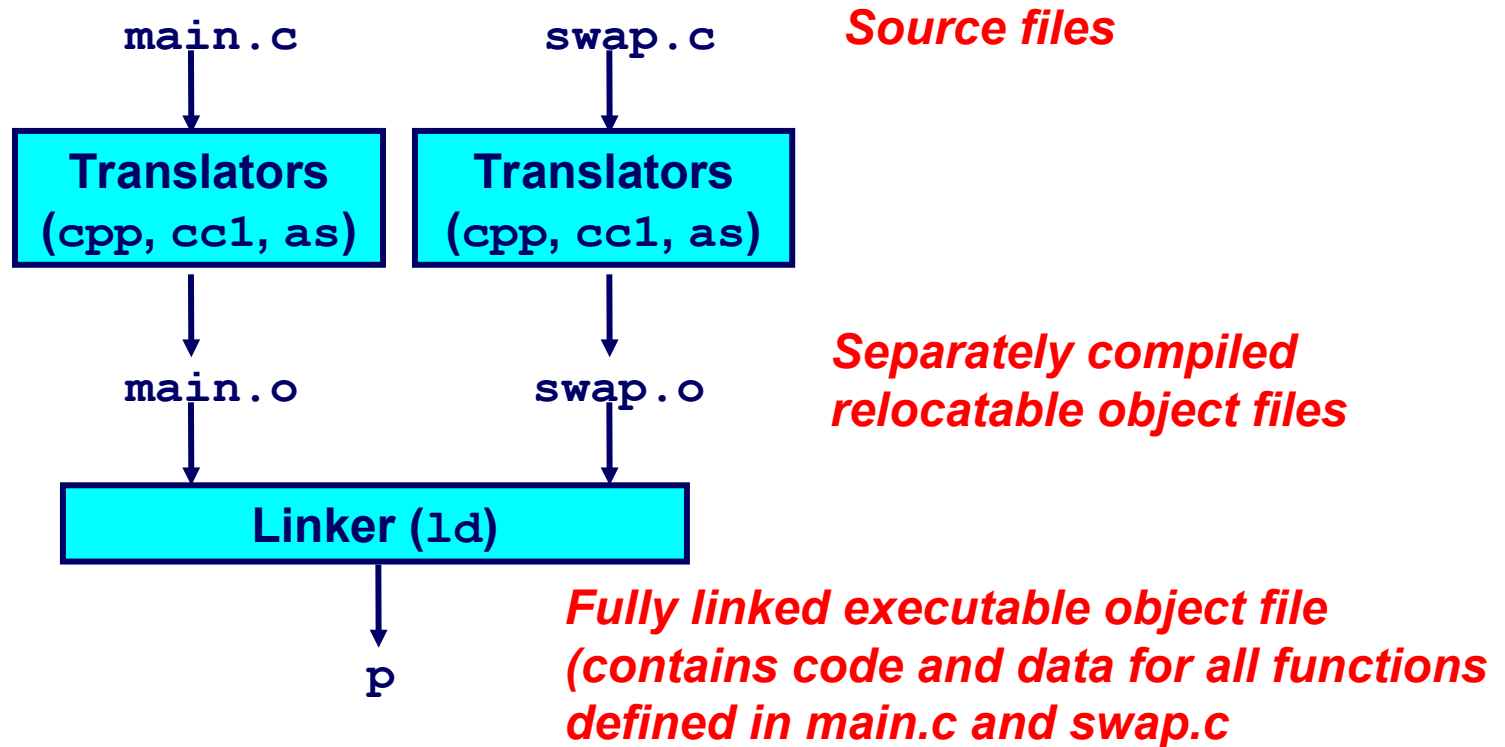 main.c swap.c Source files
Translators Translators
(cpp, cc1, as) (cpp, cc1, as)
main.o swap.o
Separately compiled
relocatable object files
Linker (ld)
p
Fully linked executable object file
(contains code and data for all functions
defined in main.c and swap.c